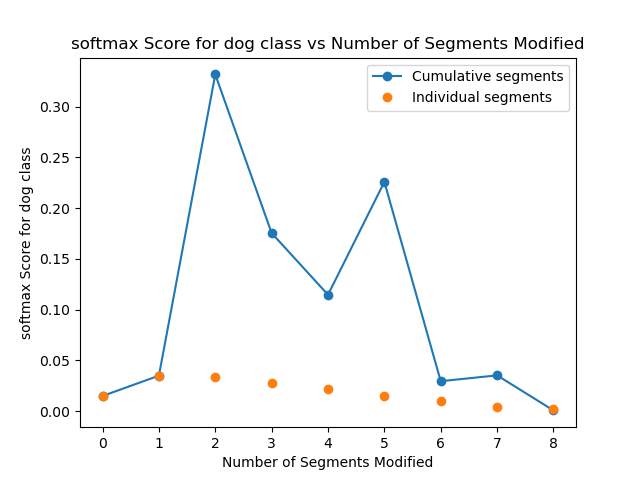 softmax Score for dog class vs Number of Segments Modified
Cumulative segments
Individual segments
softmax Score for dog class
0.30
0.25
0.20
0.15
0.10
0.05
0.00
0 1 2 3 4 5 6 7 8
Number of Segments Modified